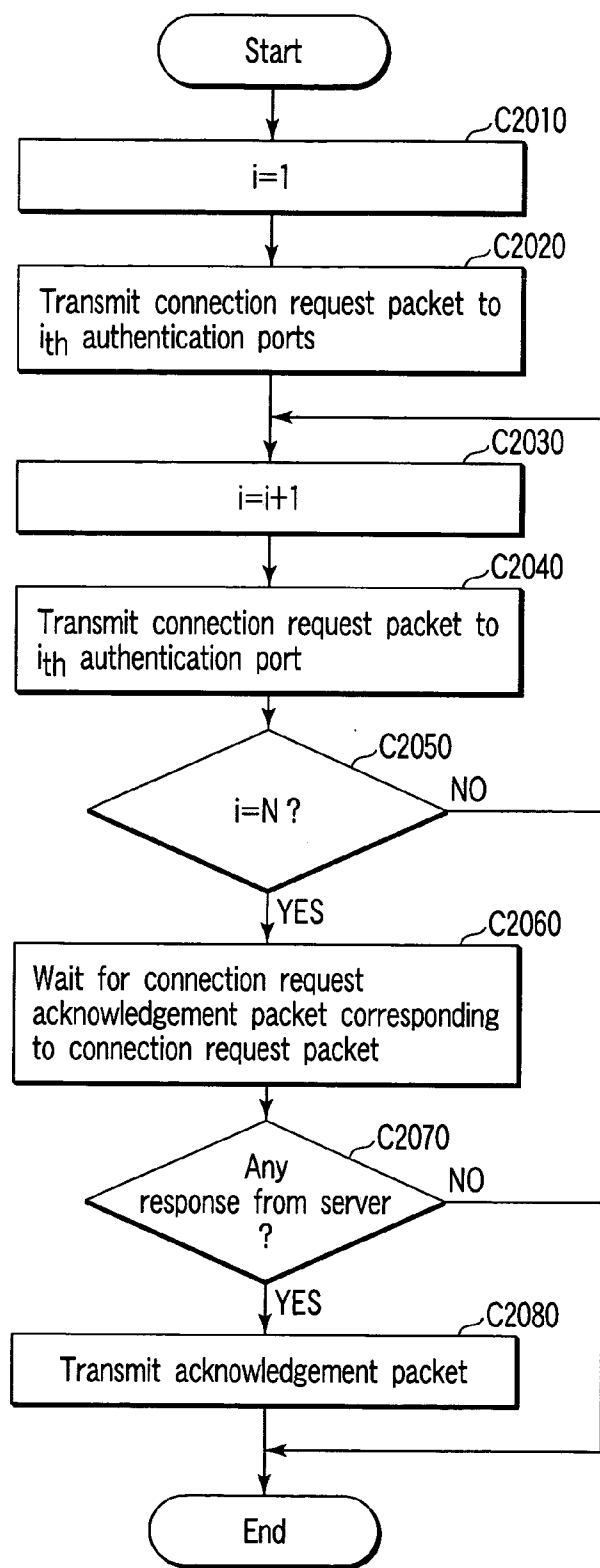 Start
C2010
i=1
C2020
Transmit connection request packet to
ith authentication ports
C2030
i=i+1
C2040
Transmit connection request packet to
ith authentication port
C2050
i=N ?
NO
YES
C2060
Wait for connection request
acknowledgement packet corresponding
to connection request packet
C2070
Any
response from server
?
NO
YES
C2080
Transmit acknowledgement packet
End